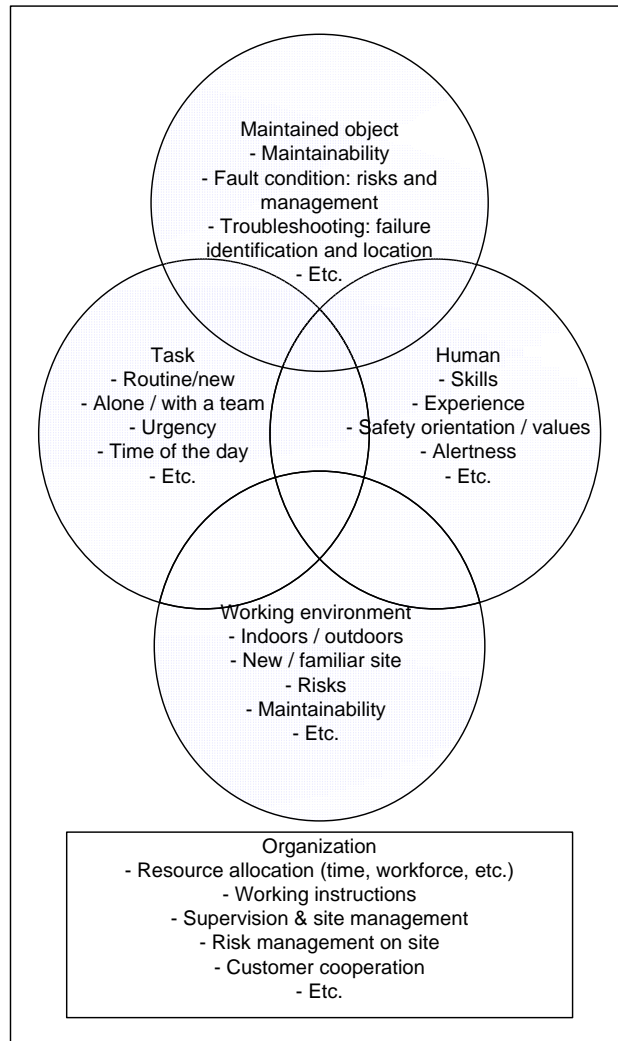 Maintained object
- Maintainability
- Fault condition: risks and
management
- Troubleshooting: failure
identification and location
- Etc.
Task
- Routine/new
- Alone / with a team
- Urgency
- Time of the day
- Etc.
Human
- Skills
- Experience
- Safety orientation / values
- Alertness
- Etc.
Working environment
- Indoors / outdoors
- New / familiar site
- Risks
- Maintainability
- Etc.
Organization
- Resource allocation (time, workforce, etc.)
- Working instructions
- Supervision & site management
- Risk management on site
- Customer cooperation
- Etc.